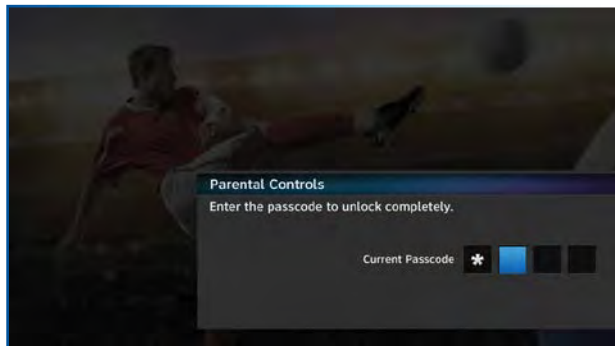 Parental Controls
Enter the passcode to unlock completely.
Current Passcode *